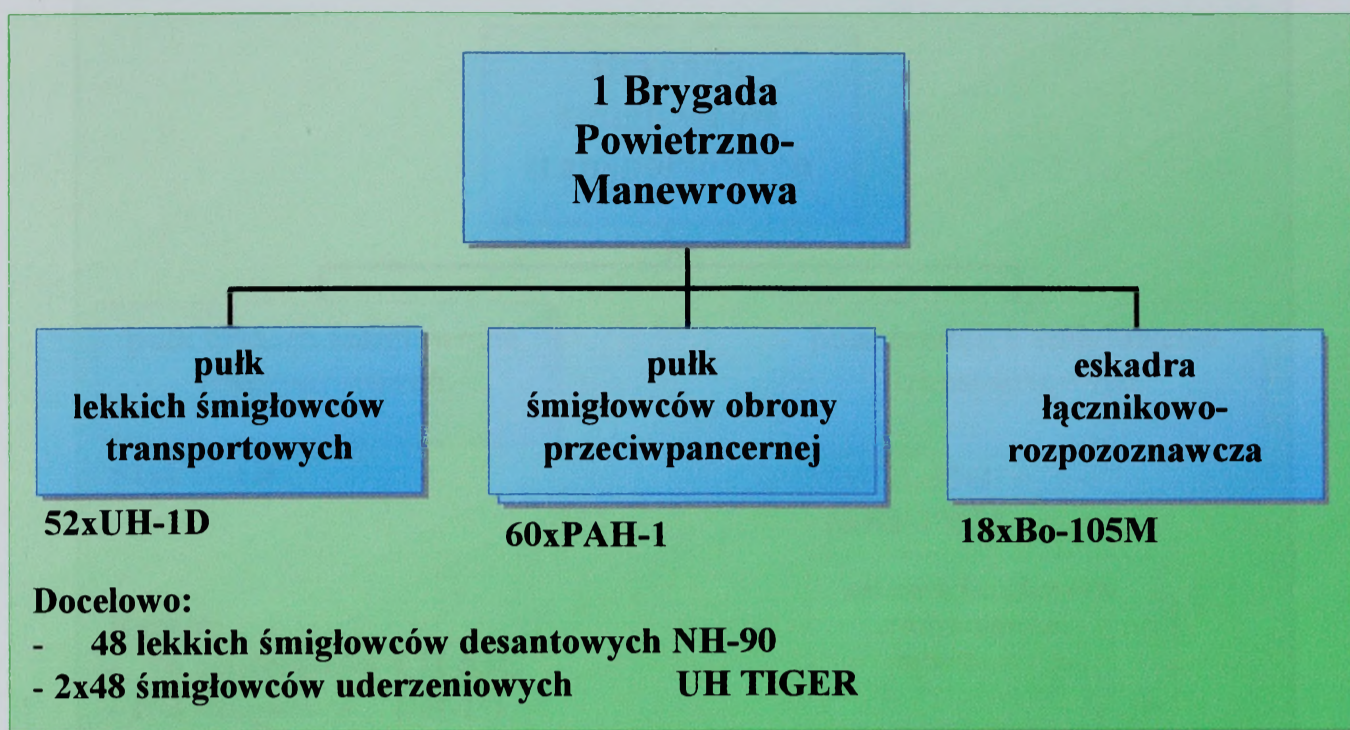 1 Brygada
Powietrzno-
Manewrowa
pułk
lekkich śmigłowców
transportowych
pułk
śmigłowców obrony
przeciwpancernej
eskadra
łącznikowo-
rozpozoznawcza
52xUH-1D
60xPAH-1
18xBo-105M
Docelowo:
- 48 lekkich śmigłowców desantowych NH-90
- 2x48 śmigłowców uderzeniowych UH TIGER